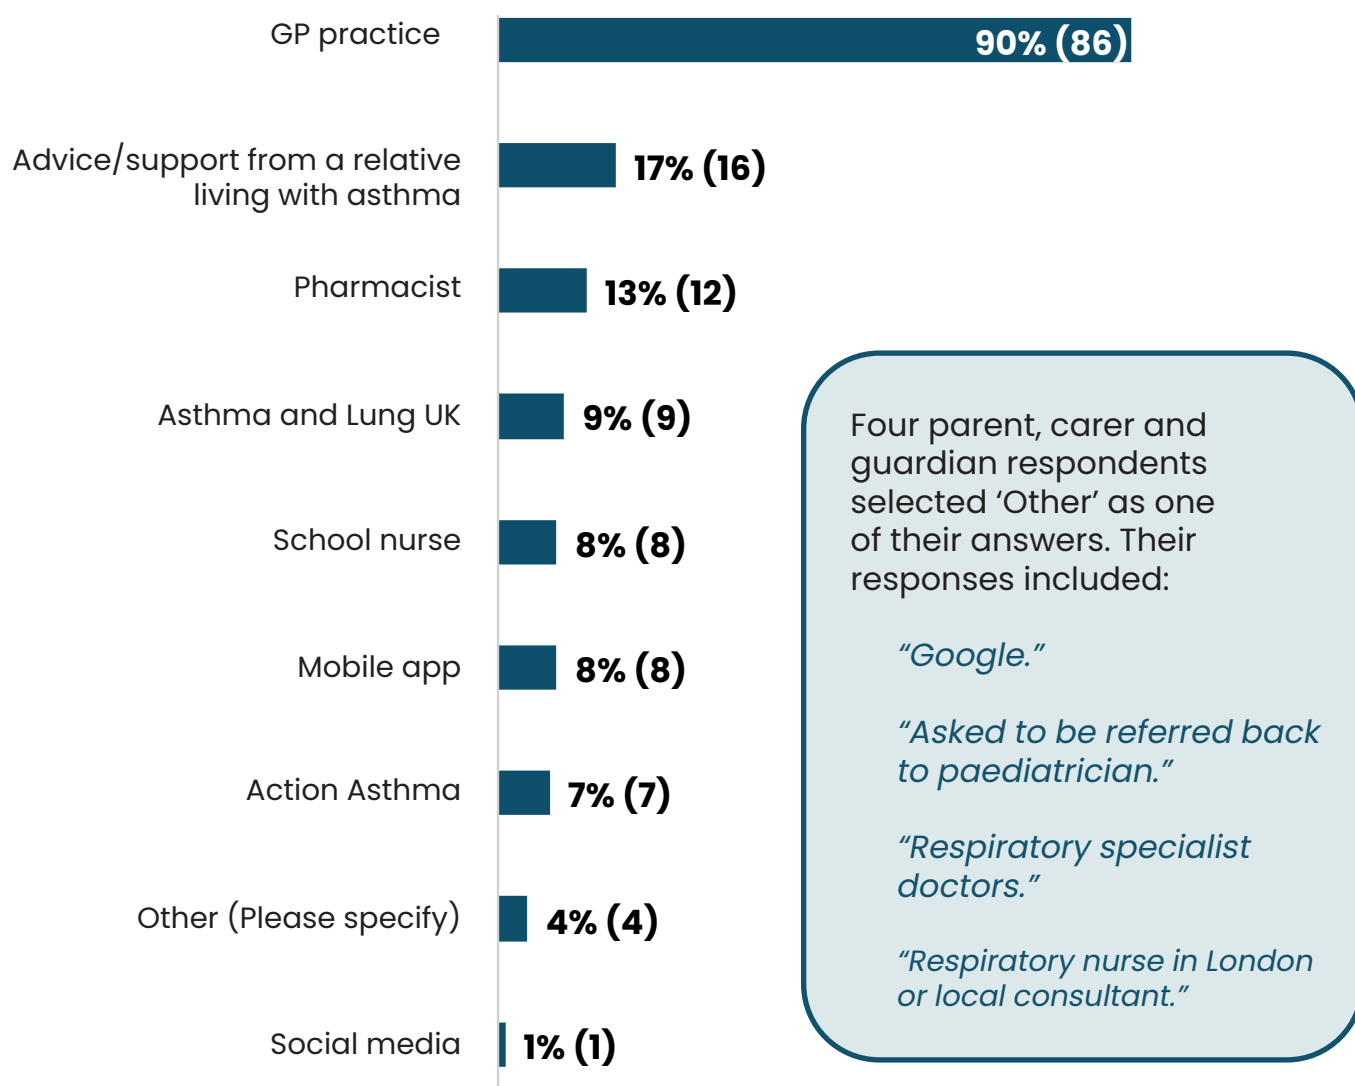 GP practice
90% (86)
Advice/support from a relative
living with asthma
17% (16)
Pharmacist
13% (12)
Asthma and Lung UK
9% (9)
School nurse
8% (8)
Mobile app
8% (8)
Action Asthma
7% (7)
Other (Please specify)
4% (4)
Social media
1% (1)
Four parent, carer and
guardian respondents
selected ‘Other’ as one
of their answers. Their
responses included:
“Google.”
“Asked to be referred back
to paediatrician.”
“Respiratory specialist
doctors.”
“Respiratory nurse in London
or local consultant.”